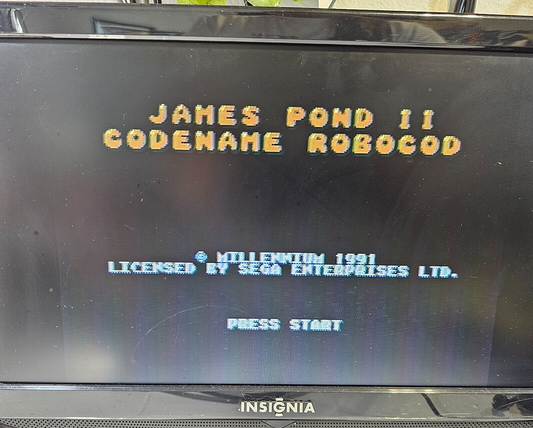 JAMES POND II
CODENAME ROBOCOD
© MILLENNIUM 1991
LICENSED BY SEGA ENTERPRISES LTD.
PRESS START
INSIGNIA